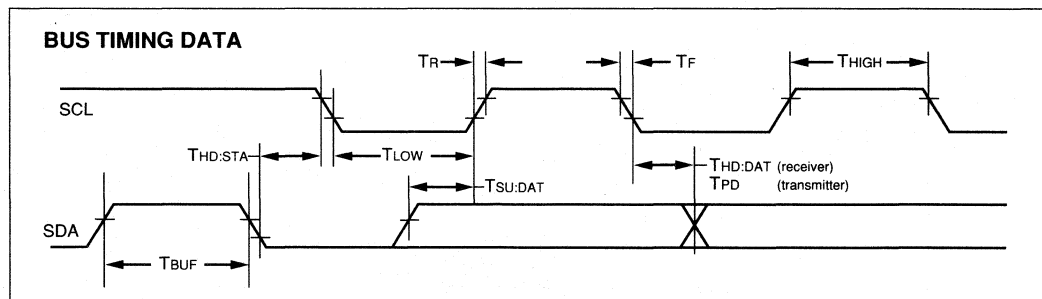 BUS TIMING DATA
TR
TF
THIGH
SCL
THD:STA
TLOW
THD:DAT (receiver)
TPD (transmitter)
TSU:DAT
SDA
TBUF